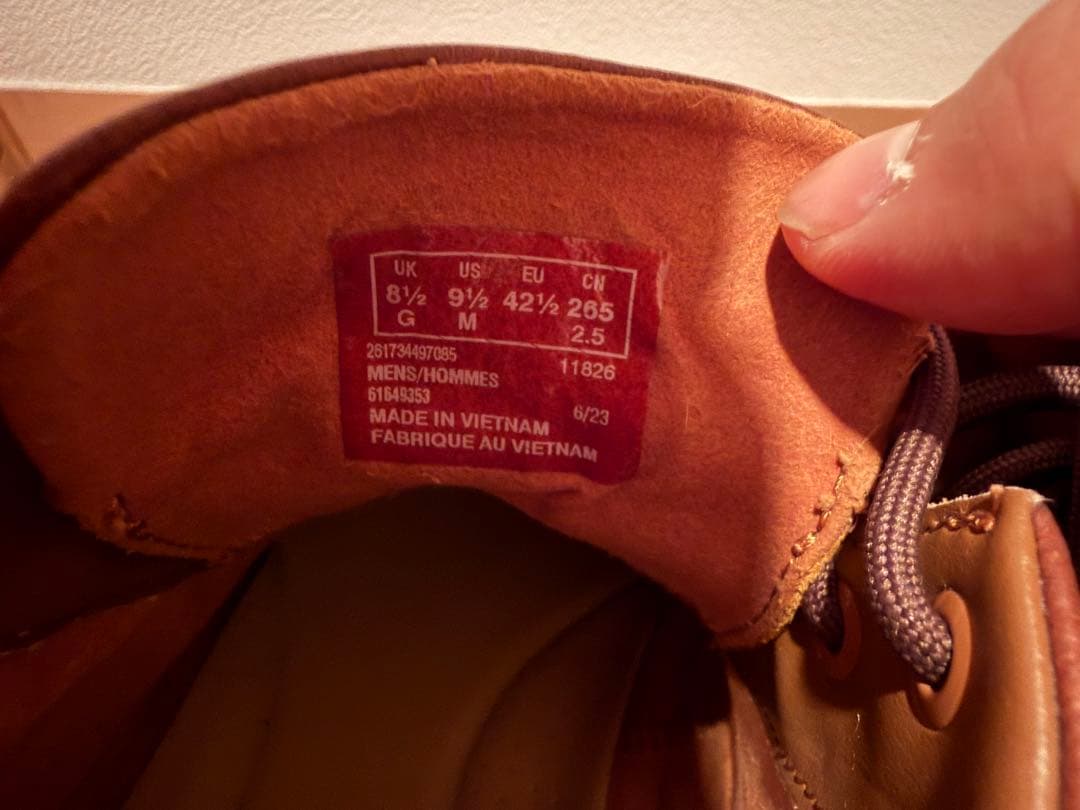 UK US EU CN
8½ 9½ 42½ 265
G M 2.5
261734497085 11826
MENS/HOMMES
61649353 6/23
MADE IN VIETNAM
FABRIQUE AU VIETNAM